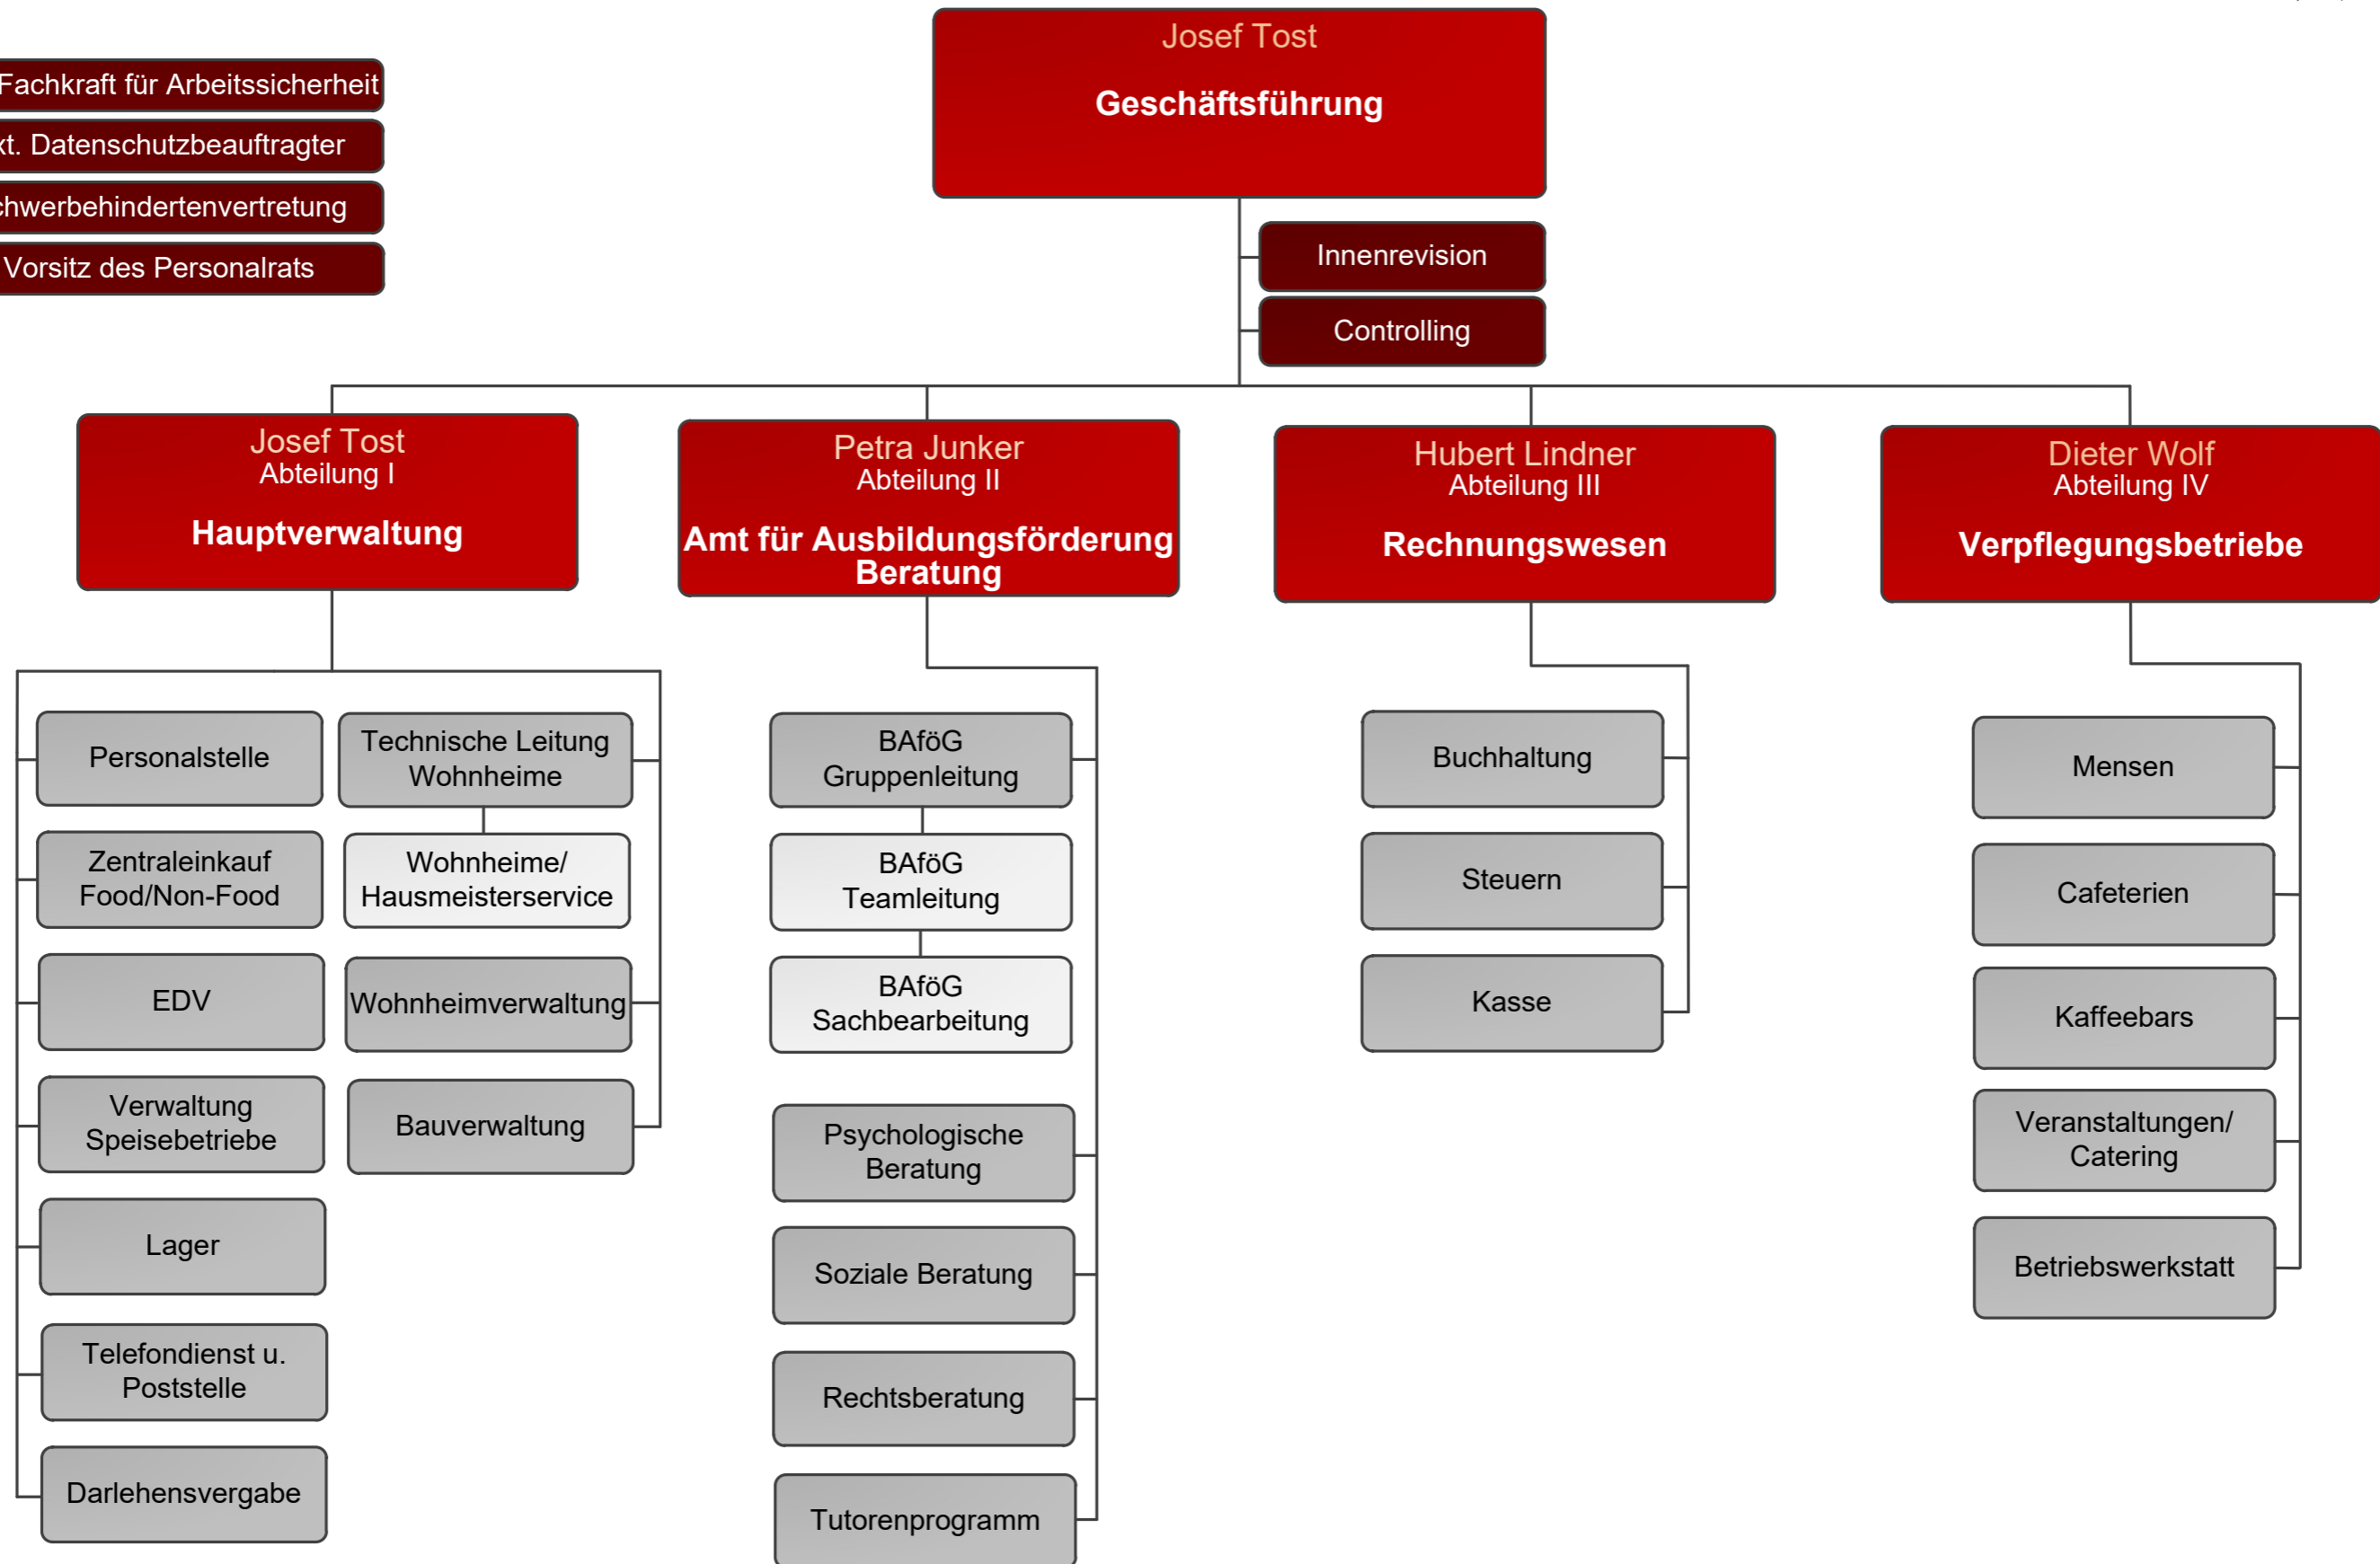 Fachkraft für Arbeitssicherheit
Datenschutzbeauftragter
Vorsitz des Personalrats
Josef Tost
Geschäftsführung
Innenrevision
Controlling
Josef Tost
Abteilung I
Hauptverwaltung
Personalstelle
Zentraleinkauf
Food/Non-Food
EDV
Verwaltung
Speisebetriebe
Lager
Telefondienst u.
Poststelle
Darlehensvergabe
Technische Leitung
Wohnheime
Wohnheime/
Hausmeisterservice
Wohnheimverwaltung
Bauverwaltung
Petra Junker
Abteilung II
Amt für Ausbildungsförderung
Beratung
BAföG
Gruppenleitung
BAföG
Teamleitung
BAföG
Sachbearbeitung
Psychologische
Beratung
Soziale Beratung
Rechtsberatung
Tutorenprogramm
Hubert Lindner
Abteilung III
Rechnungswesen
Buchhaltung
Steuern
Kasse
Dieter Wolf
Abteilung IV
Verpflegungsbetriebe
Mensen
Cafeterien
Kaffeebars
Veranstaltungen/
Catering
Betriebswerkstatt